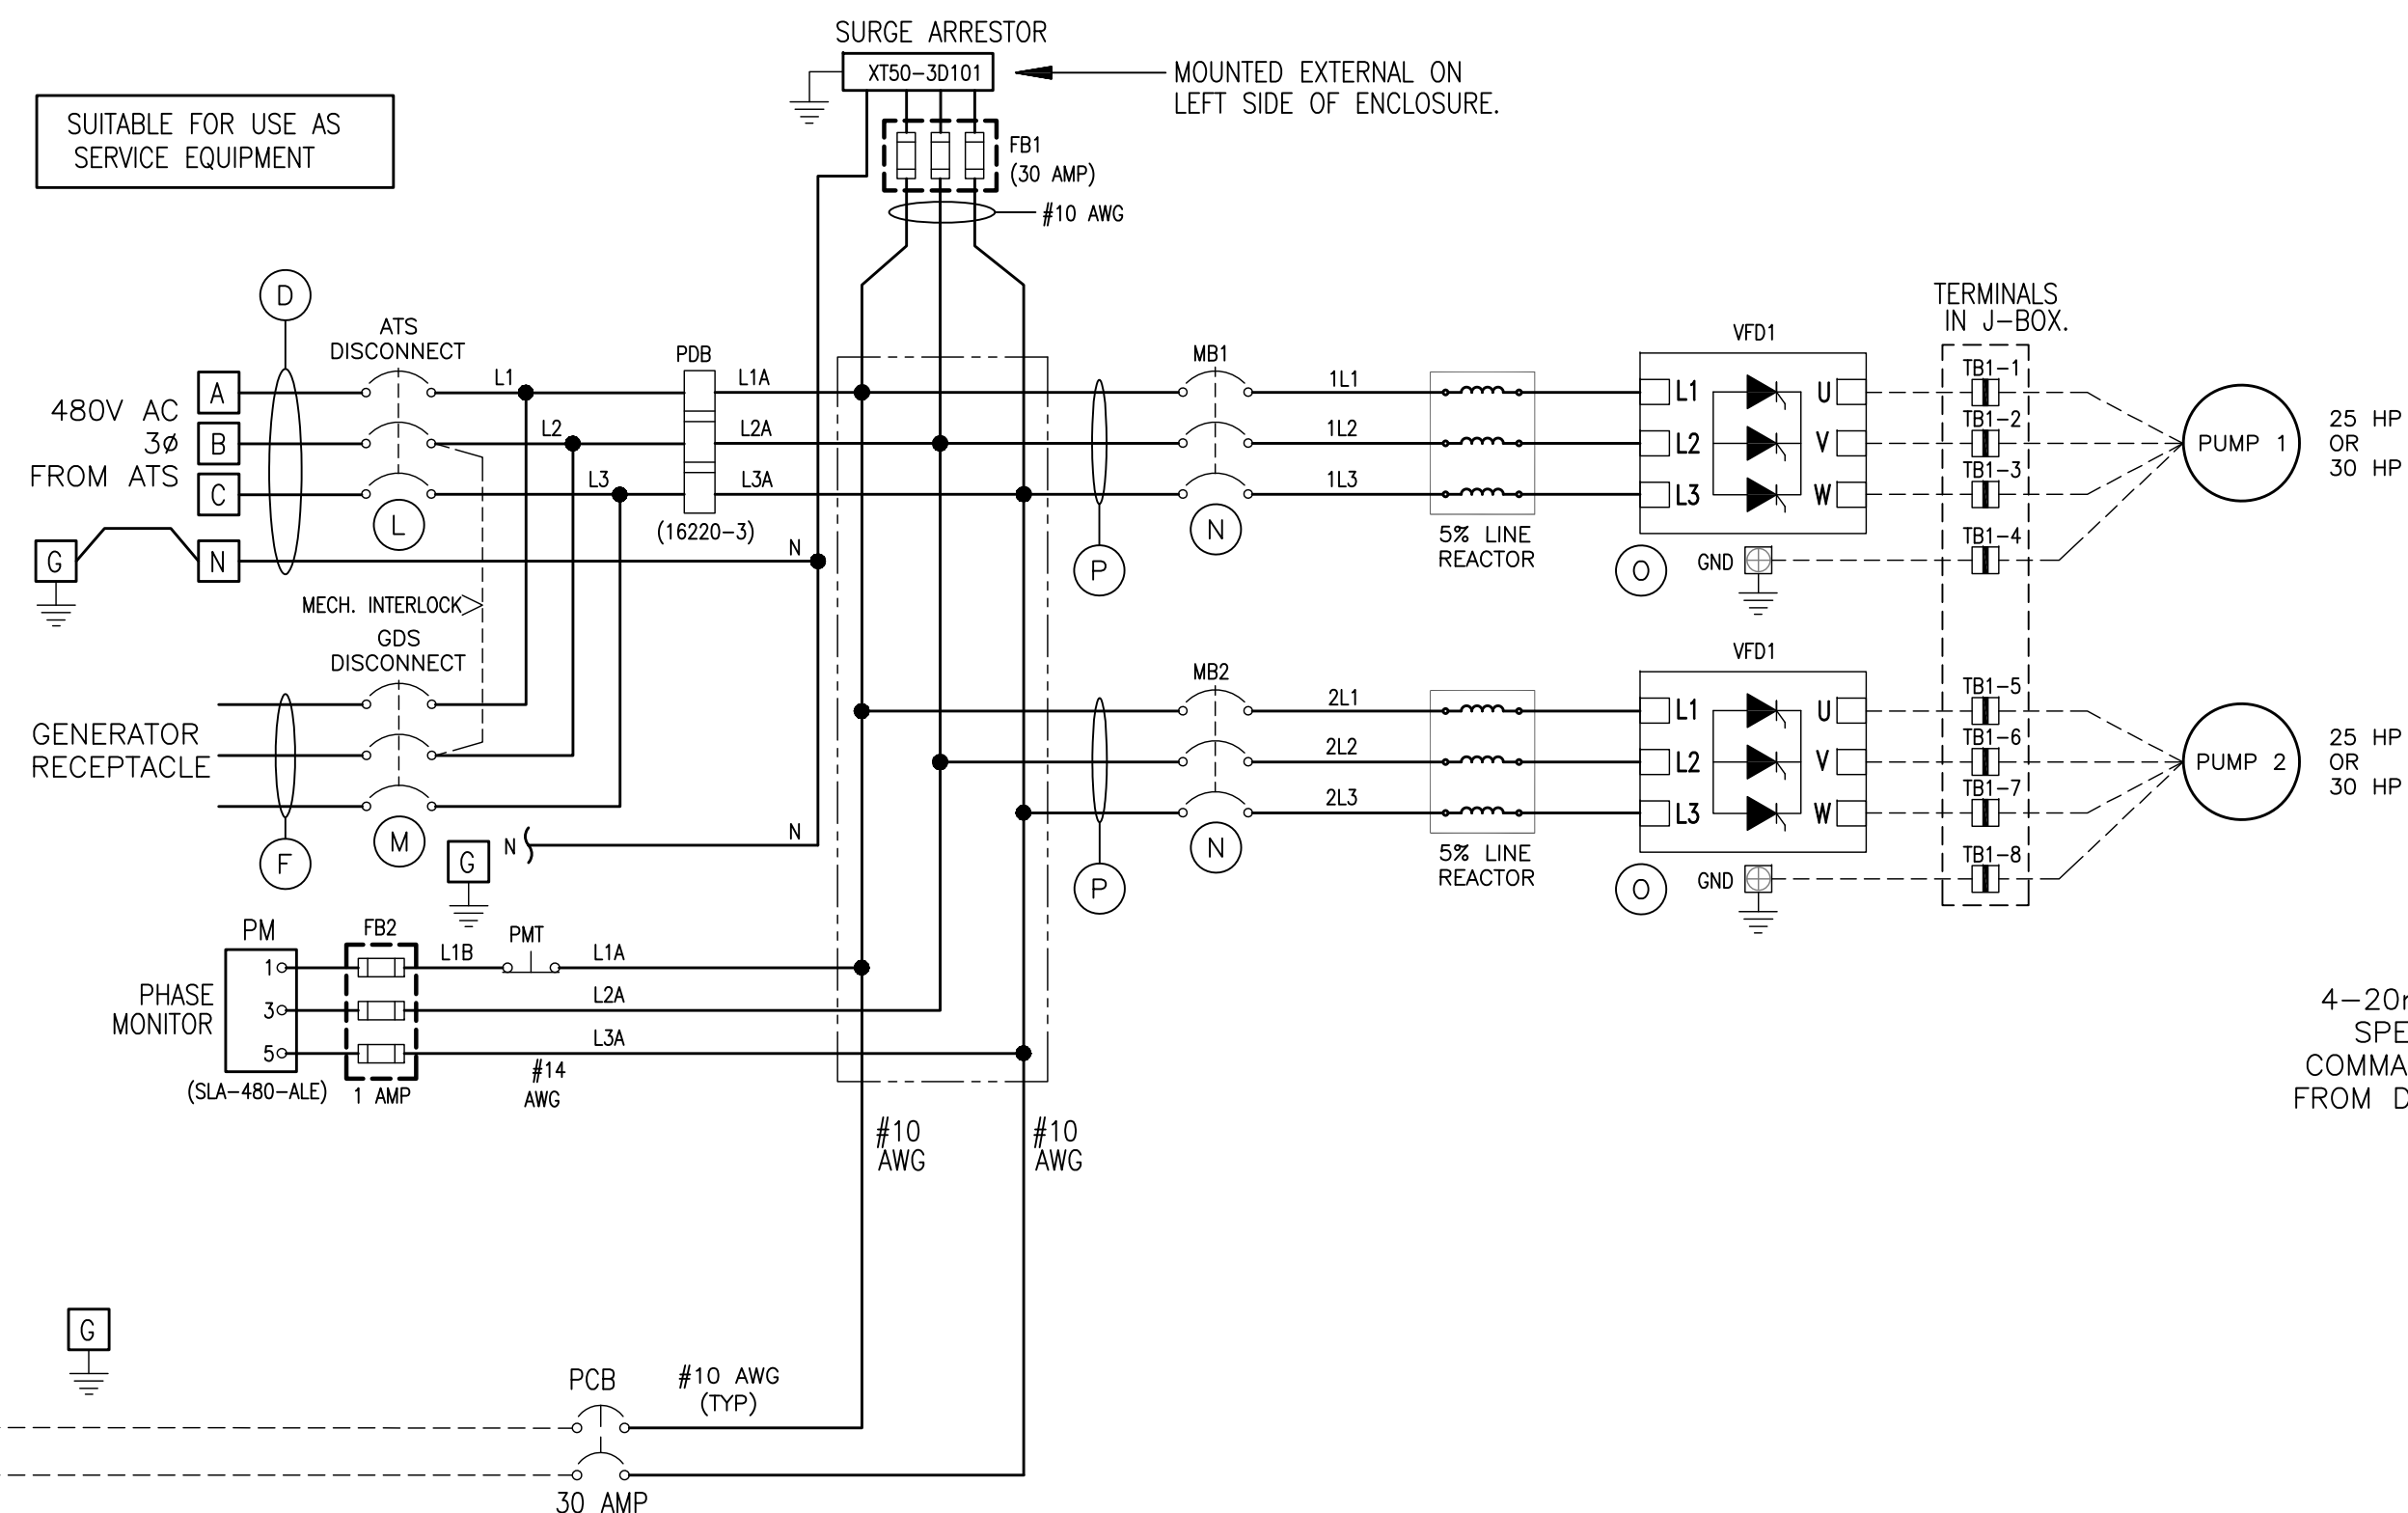 SURGE ARRESTOR
XT50-3D101
MOUNTED EXTERNAL ON
LEFT SIDE OF ENCLOSURE.
SUITABLE FOR USE AS
SERVICE EQUIPMENT
FB1
(30 AMP)
#10 AWG
D
ATS
DISCONNECT
480V AC
3ø
FROM ATS
A
B
C
G
N
L
L1
L2
L3
PDB
(16220-3)
L1A
L2A
L3A
N
MECH. INTERLOCK
P
MB1
N
1L1
1L2
1L3
5% LINE
REACTOR
VFD1
L1
L2
L3
U
V
W
O
GND
TERMINALS
IN J-BOX.
TB1-1
TB1-2
TB1-3
TB1-4
PUMP 1
25 HP
OR
30 HP
GDS
DISCONNECT
GENERATOR
RECEPTACLE
F
M
G
N
N
P
MB2
N
2L1
2L2
2L3
5% LINE
REACTOR
VFD1
L1
L2
L3
U
V
W
O
GND
TB1-5
TB1-6
TB1-7
TB1-8
PUMP 2
25 HP
OR
30 HP
PM
PHASE
MONITOR
1
3
5
(SLA-480-ALE)
FB2
1 AMP
L1B
PMT
L1A
L2A
L3A
#14
AWG
#10
AWG
#10
AWG
4-20
SPE
COMMA
FROM D
G
PCB
#10 AWG
(TYP)
30 AMP